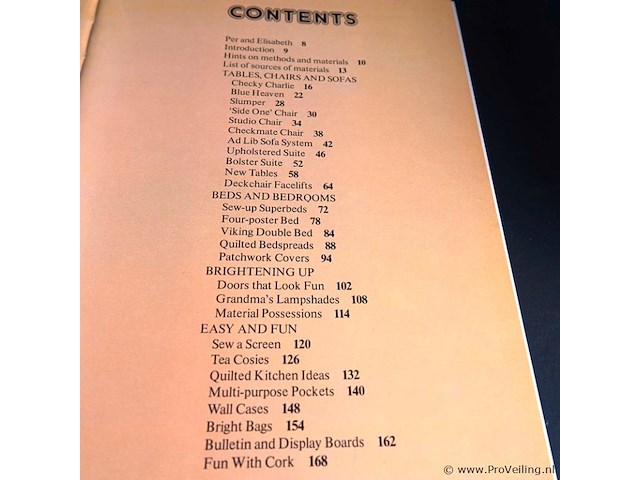 CONTENTS
Per and Elisabeth 8
Introduction 9
Hints on methods and materials 10
List of sources of materials 13
TABLES, CHAIRS AND SOFAS
Checky Charlie 16
Blue Heaven 22
Slumper 28
'Side One' Chair 30
Studio Chair 34
Checkmate Chair 38
Ad Lib Sofa System 42
Upholstered Suite 46
Bolster Suite 52
New Tables 58
Deckchair Facelifts 64
BEDS AND BEDROOMS
Sew-up Superbeds 72
Four-poster Bed 78
Viking Double Bed 84
Quilted Bedspreads 88
Patchwork Covers 94
BRIGHTENING UP
Doors that Look Fun 102
Grandma's Lampshades 108
Material Possessions 114
EASY AND FUN
Sew a Screen 120
Tea Cosies 126
Quilted Kitchen Ideas 132
Multi-purpose Pockets 140
Wall Cases 148
Bright Bags 154
Bulletin and Display Boards 162
Fun With Cork 168
© www.ProVeiling.nl